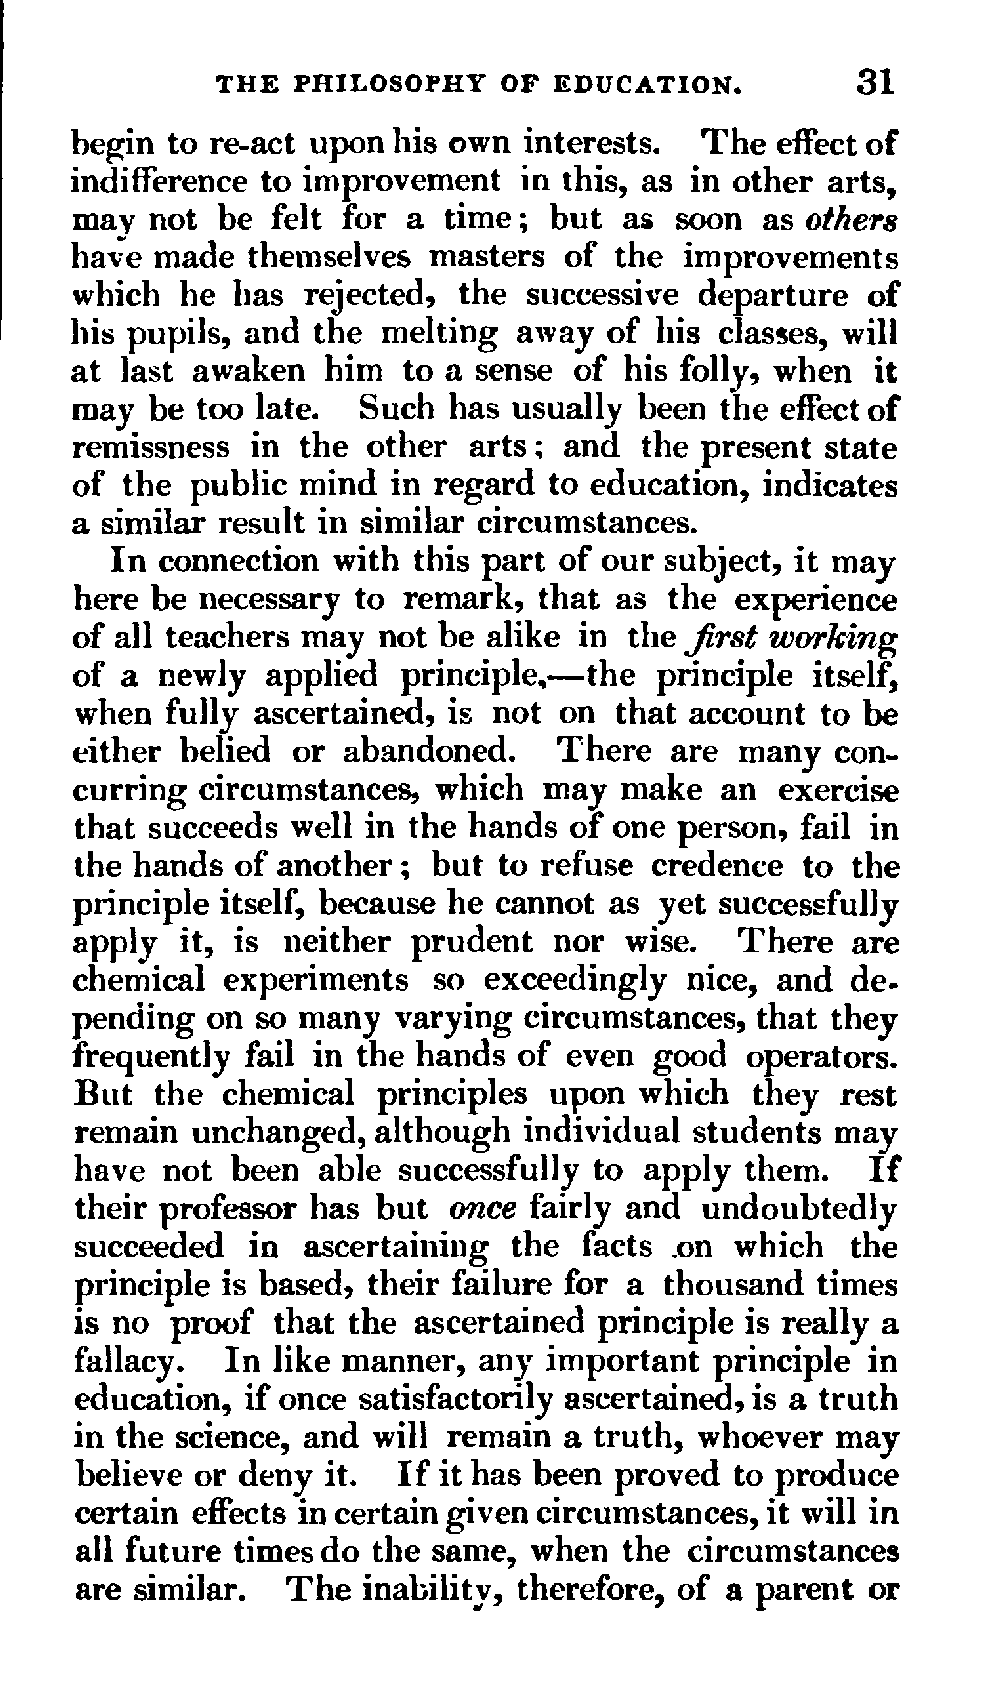 THE PHILOSOPHY OF EDUCATION. 31
begin to re-act upon his own interests. The effect of
indifference to improvement in this, as in other arts,
may not be felt for a time; but as soon as others
have made themselves masters of the improvements
which he has rejected, the successive departure of
his pupils, and the melting away of his classes, will
at last awaken him to a sense of his folly, when it
may be too late. Such has usually been the effect of
remissness in the other arts; and the present state
of the public mind in regard to education, indicates
a similar result in similar circumstances.
In connection with this part of our subject, it may
here be necessary to remark, that as the experience
of all teachers may not be alike in the first working
of a newly applied principle,—the principle itself,
when fully ascertained, is not on that account to be
either belied or abandoned. There are many con-
curring circumstances, which may make an exercise
that succeeds well in the hands of one person, fail in
the hands of another; but to refuse credence to the
principle itself, because he cannot as yet successfully
apply it, is neither prudent nor wise. There are
chemical experiments so exceedingly nice, and de-
pending on so many varying circumstances, that they
frequently fail in the hands of even good operators.
But the chemical principles upon which they rest
remain unchanged, although individual students may
have not been able successfully to apply them. If
their professor has but once fairly and undoubtedly
succeeded in ascertaining the facts on which the
principle is based, their failure for a thousand times
is no proof that the ascertained principle is really a
fallacy. In like manner, any important principle in
education, if once satisfactorily ascertained, is a truth
in the science, and will remain a truth, whoever may
believe or deny it. If it has been proved to produce
certain effects in certain given circumstances, it will in
all future times do the same, when the circumstances
are similar. The inability, therefore, of a parent or